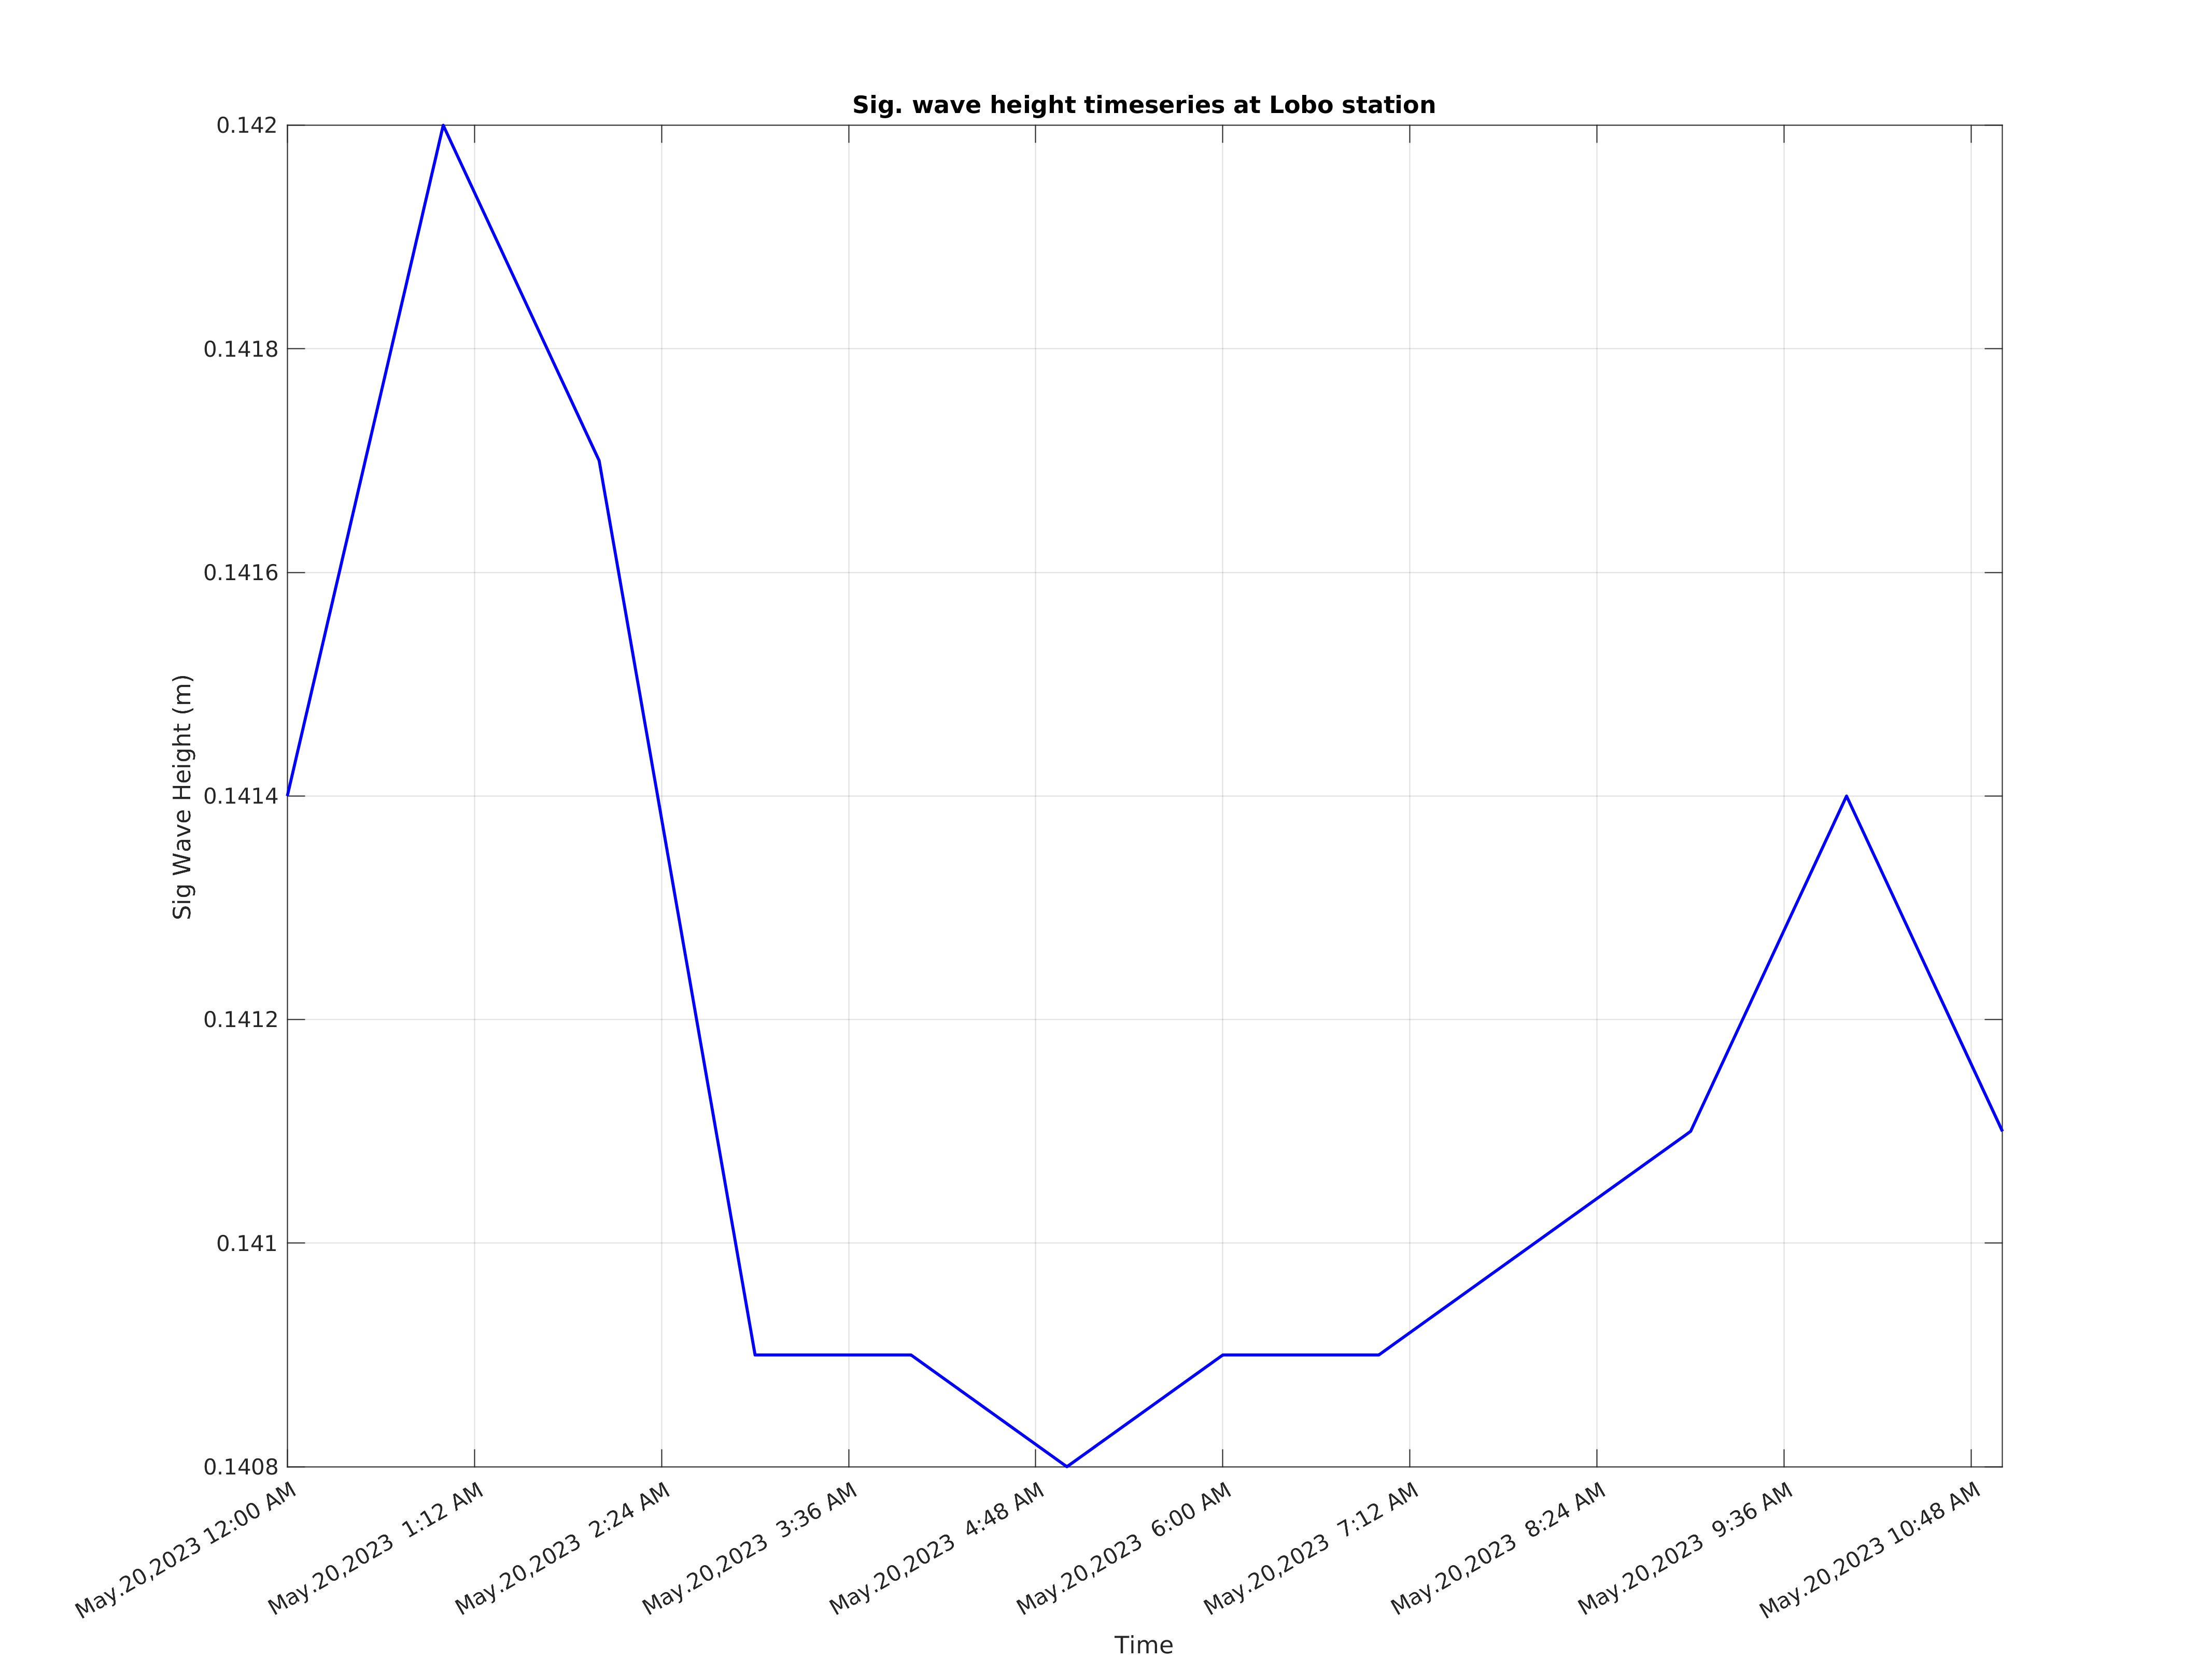 Sig. wave height timeseries at Lobo station
0.142
0.1418
0.1416
0.1414
0.1412
0.141
0.1408
Sig Wave Height (m)
May.20,2023 12:00 AM
May.20,2023  1:12 AM
May.20,2023  2:24 AM
May.20,2023  3:36 AM
May.20,2023  4:48 AM
May.20,2023  6:00 AM
May.20,2023  7:12 AM
May.20,2023  8:24 AM
May.20,2023  9:36 AM
May.20,2023 10:48 AM
Time